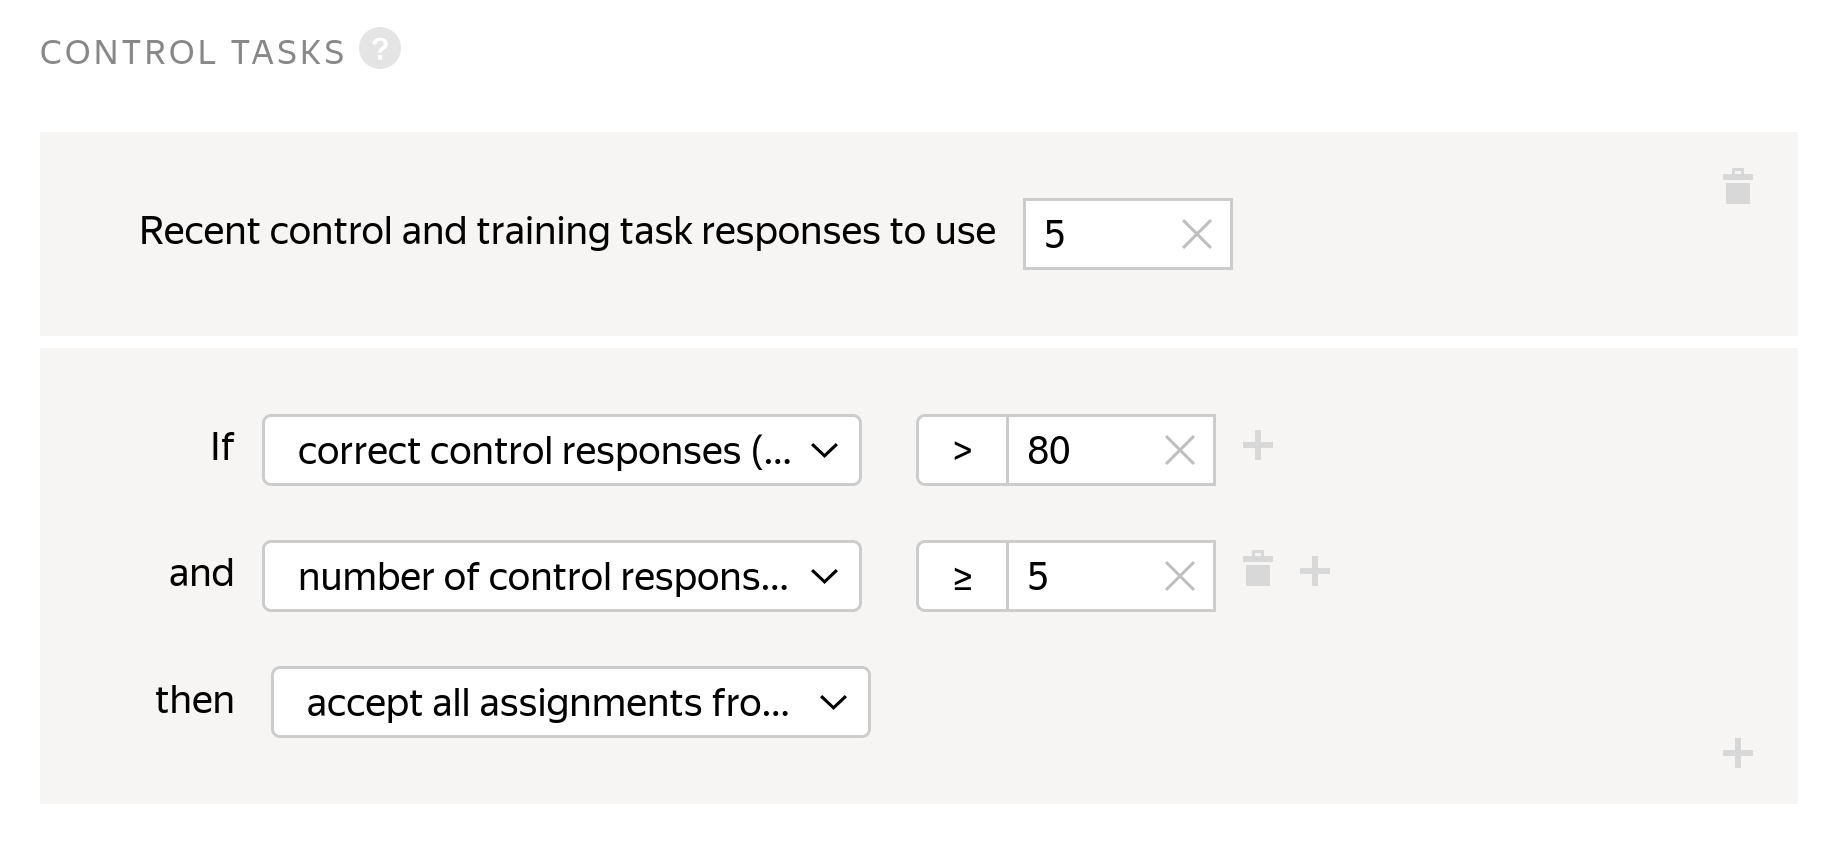 CONTROL TASKS ?
Recent control and training task responses to use 5
If correct control responses (... > 80
and number of control respons... ≥ 5
then accept all assignments fro...